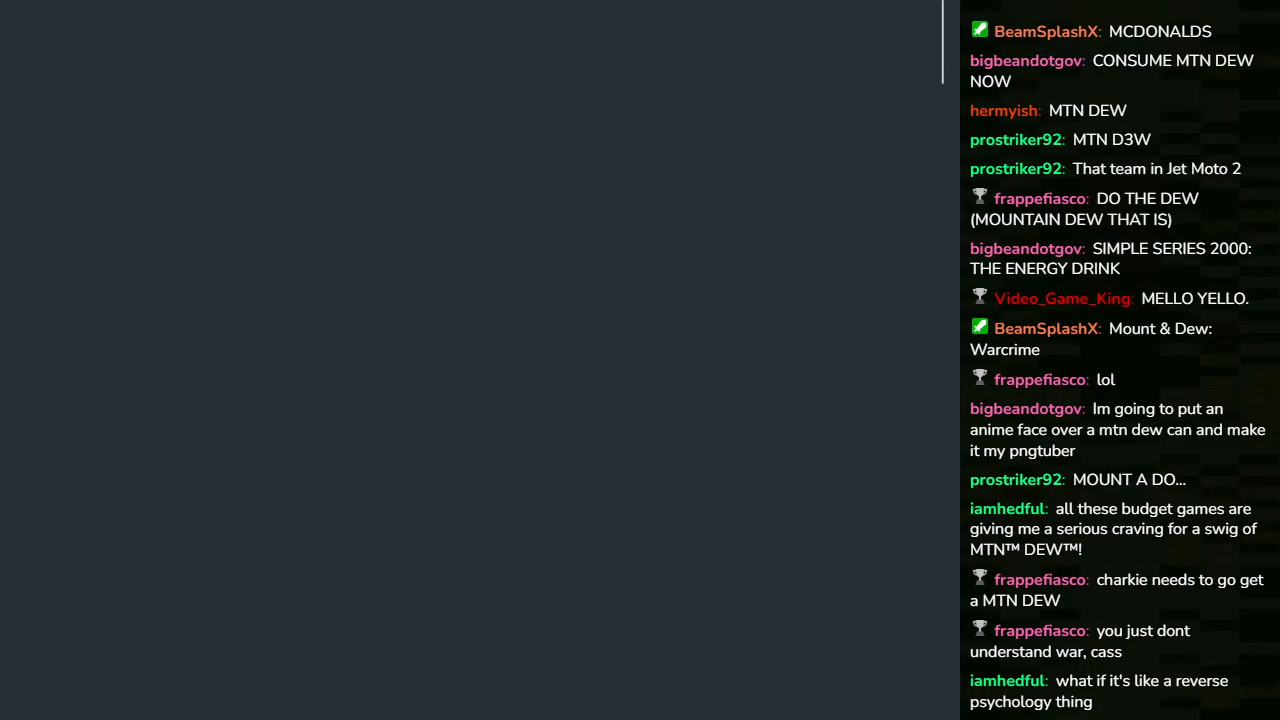 BeamSplashX: MCDONALDS
bigbeandotgov: CONSUME MTN DEW
NOW
hermyish: MTN DEW
prostriker92: MTN D3W
prostriker92: That team in Jet Moto 2
frappefiasco: DO THE DEW
(MOUNTAIN DEW THAT IS)
bigbeandotgov: SIMPLE SERIES 2000:
THE ENERGY DRINK
Video_Game_King: MELLO YELLO.
BeamSplashX: Mount & Dew:
Warcrime
frappefiasco: lol
bigbeandotgov: Im going to put an
anime face over a mtn dew can and make
it my pngtuber
prostriker92: MOUNT A DO...
iamhedful: all these budget games are
giving me a serious craving for a swig of
MTN™ DEW™!
frappefiasco: charkie needs to go get
a MTN DEW
frappefiasco: you just dont
understand war, cass
iamhedful: what if it's like a reverse
psychology thing